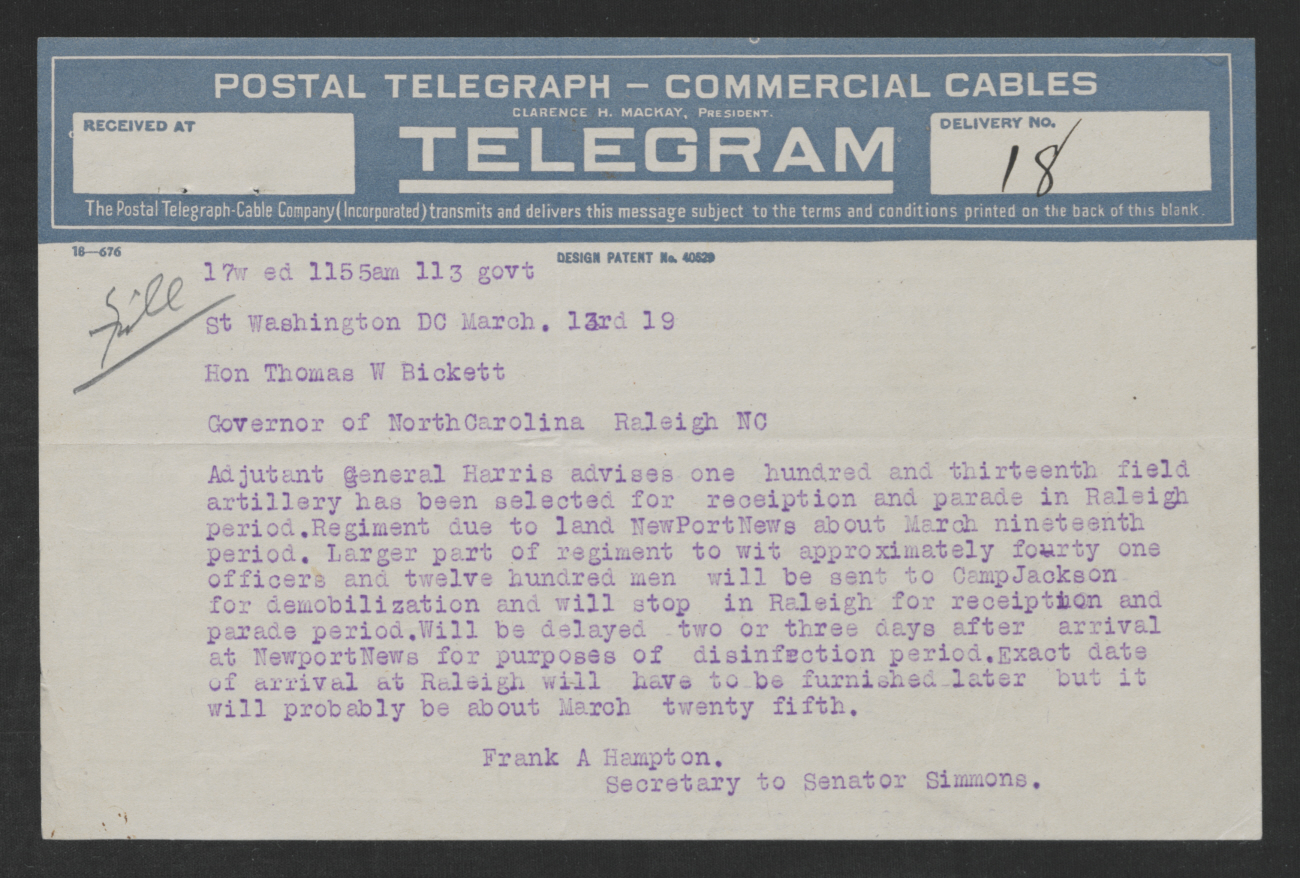 POSTAL TELEGRAPH – COMMERCIAL CABLES
CLARENCE H. MACKAY, PRESIDENT.
RECEIVED AT
TELEGRAM
DELIVERY NO.
18
The Postal Telegraph-Cable Company (Incorporated) transmits and delivers this message subject to the terms and conditions printed on the back of this blank.
16—676
DESIGN PATENT No. 40529
17w ed 1155am 113 govt
St Washington DC March. 13rd 19
Hon Thomas W Bickett
Governor of NorthCarolina Raleigh NC
Adjutant General Harris advises one hundred and thirteenth field
artillery has been selected for receiption and parade in Raleigh
period.Regiment due to land NewPortNews about March nineteenth
period. Larger part of regiment to wit approximately fourty one
officers and twelve hundred men will be sent to CampJackson
for demobilization and will stop in Raleigh for receiption and
parade period.Will be delayed two or three days after arrival
at NewportNews for purposes of disinfection period.Exact date
of arrival at Raleigh will have to be furnished later but it
will probably be about March twenty fifth.
Frank A Hampton.
Secretary to Senator Simmons.